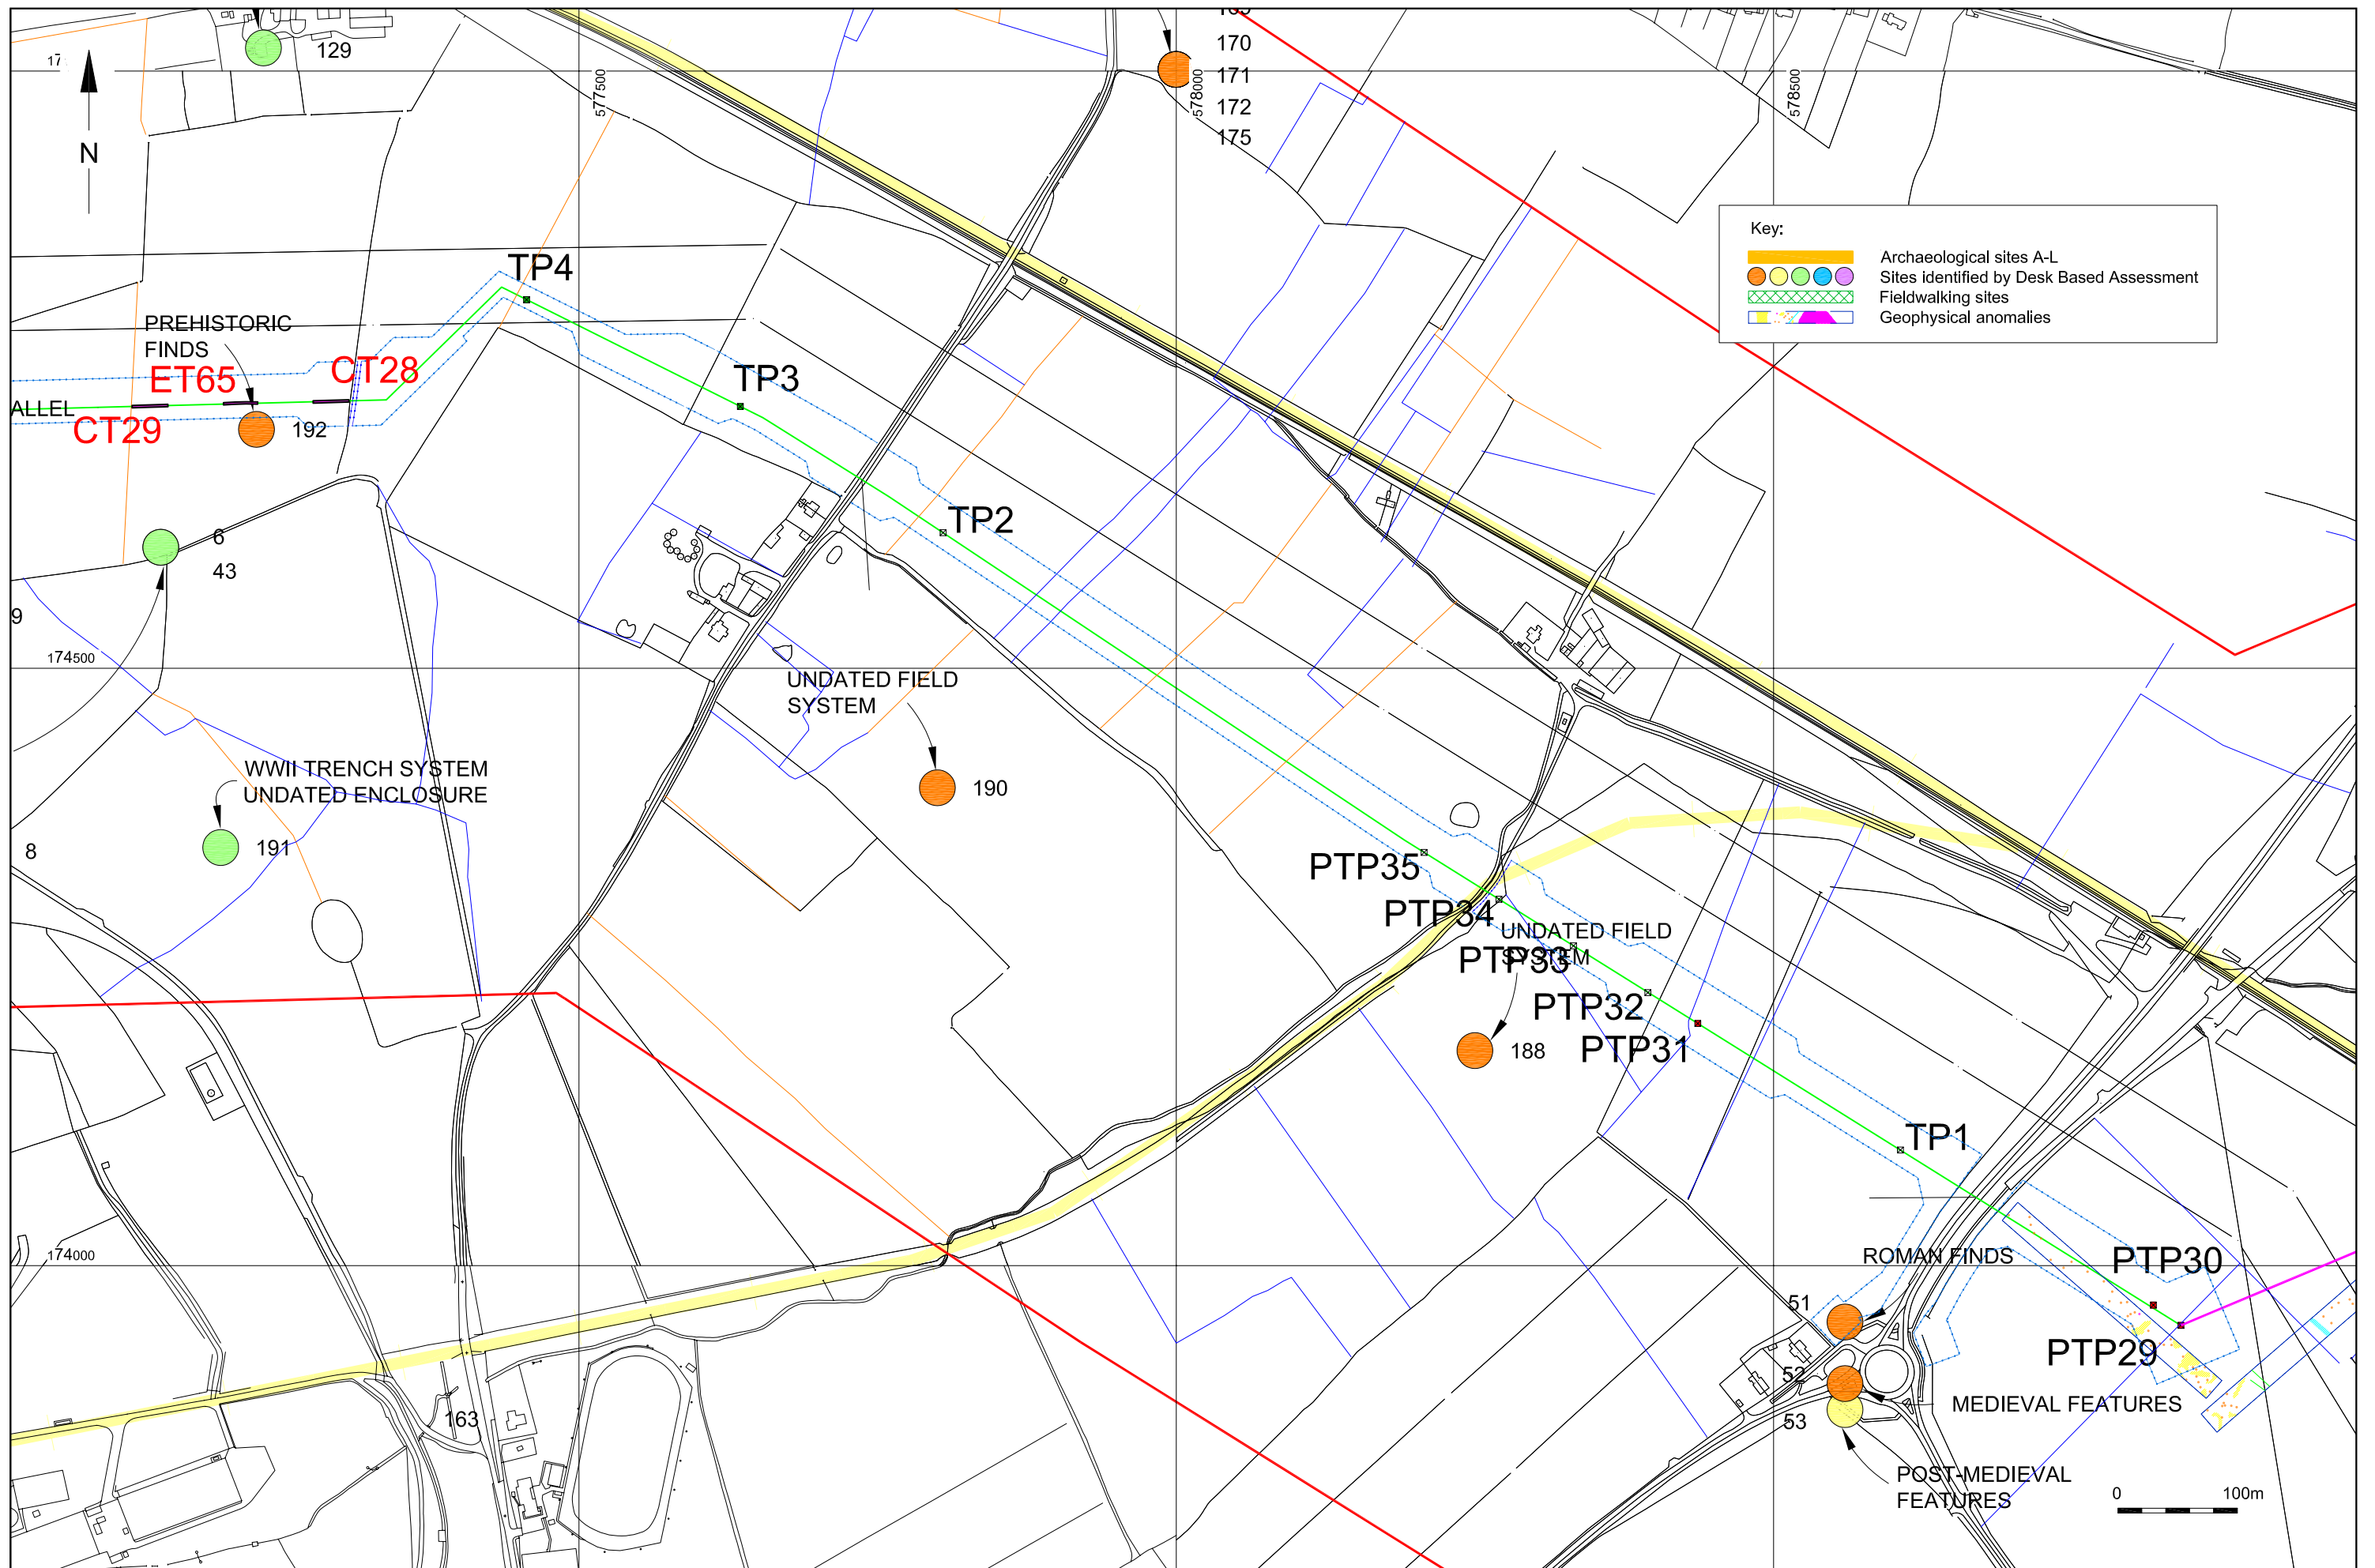 129
170
171
172
175
577500
578000
578500
N
Key:
Archaeological sites A-L
Sites identified by Desk Based Assessment
Fieldwalking sites
Geophysical anomalies
TP4
PREHISTORIC
FINDS
ET65
CT28
TP3
ALLEL
CT29
192
TP2
6
43
9
174500
UNDATED FIELD
SYSTEM
WWII TRENCH SYSTEM
UNDATED ENCLOSURE
190
191
8
PTP35
PTP34
UNDATED FIELD
SYSTEM
PTP33
PTP32
188
PTP31
TP1
174000
ROMAN FINDS
PTP30
51
PTP29
52
MEDIEVAL FEATURES
163
53
POST-MEDIEVAL
FEATURES
0 100m